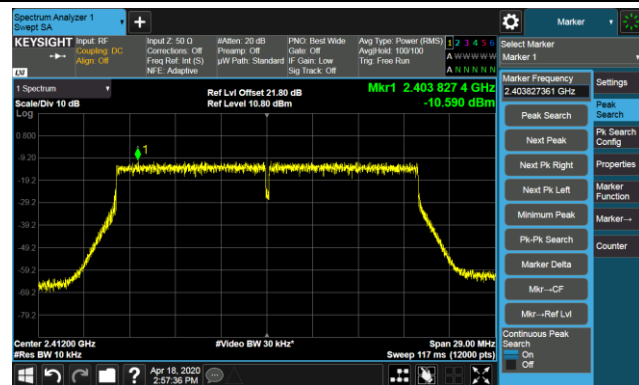 Spectrum Analyzer 1
Swept SA
+
Marker
KEYSIGHT
Input: RF
Coupling: DC
Align: Off
Input Z: 50 Ω
Corrections: Off
Freq Ref: Int (S)
NFE: Adaptive
#Atten: 20 dB
Preamp: Off
µW Path: Standard
PNO: Best Wide
Gate: Off
IF Gain: Low
Sig Track: Off
Avg Type: Power (RMS)
Avg|Hold: 100/100
Trig: Free Run
1 2 3 4 5 6
A W W W W W
A N N N N N
LXI
Select Marker
Marker 1
1 Spectrum
Scale/Div 10 dB
Log
Ref Lvl Offset 21.80 dB
Ref Level 10.80 dBm
Mkr1 2.403 827 4 GHz
-10.590 dBm
0.800
-9.20
-19.2
-29.2
-39.2
-49.2
-59.2
-69.2
-79.2
1
Center 2.41200 GHz
#Res BW 10 kHz
#Video BW 30 kHz*
Span 29.00 MHz
Sweep 117 ms (12000 pts)
Marker Frequency
2.403827361 GHz
Peak Search
Next Peak
Next Pk Right
Next Pk Left
Minimum Peak
Pk-Pk Search
Marker Delta
Mkr→CF
Mkr→Ref Lvl
Continuous Peak
Search
On
Off
Settings
Peak
Search
Pk Search
Config
Properties
Marker
Function
Marker→
Counter
?
Apr 18, 2020
2:57:36 PM